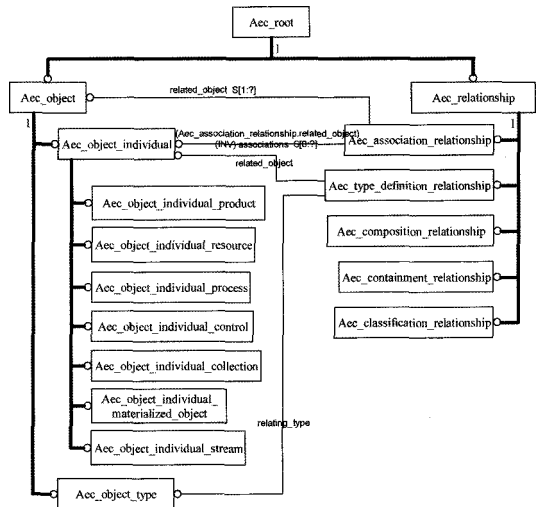 Aec_root
1
Aec_object
related_object S[1:?]
Aec_relationship
1
1
(Aec_association_relationship.related_object)
Aec_object_individual
(INV) associations S[0:?]
Aec_association_relationship
related_object
Aec_type_definition_relationship
Aec_object_individual_product
Aec_composition_relationship
Aec_object_individual_resource
Aec_containment_relationship
Aec_object_individual_process
Aec_object_individual_control
Aec_classification_relationship
Aec_object_individual_collection
Aec_object_individual_
materialized_object
relating_type
Aec_object_individual_stream
Aec_object_type